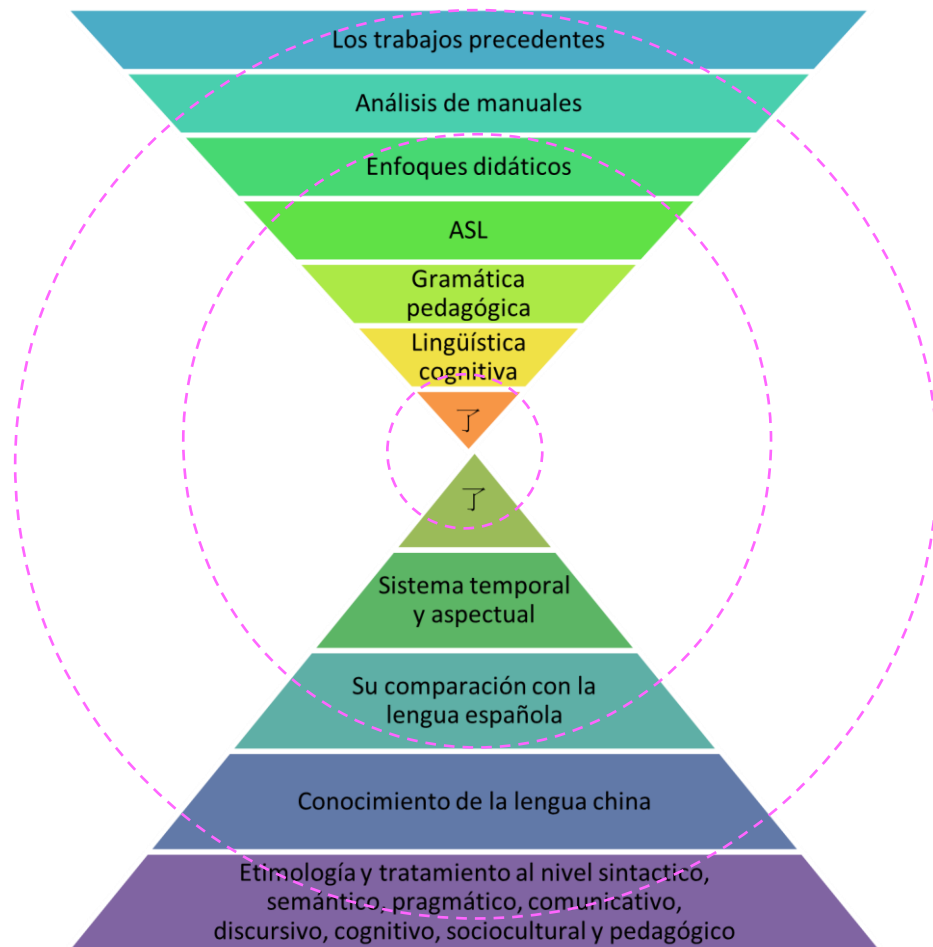 Los trabajos precedentes
Análisis de manuales
Enfoques didáticos
ASL
Gramática
pedagógica
Lingüística
cognitiva
了
了
Sistema temporal
y aspectual
Su comparación con la
lengua española
Conocimiento de la lengua china
Etimología y tratamiento al nivel sintactico,
semántico, pragmático, comunicativo,
discursivo, cognitivo, sociocultural y pedagógico